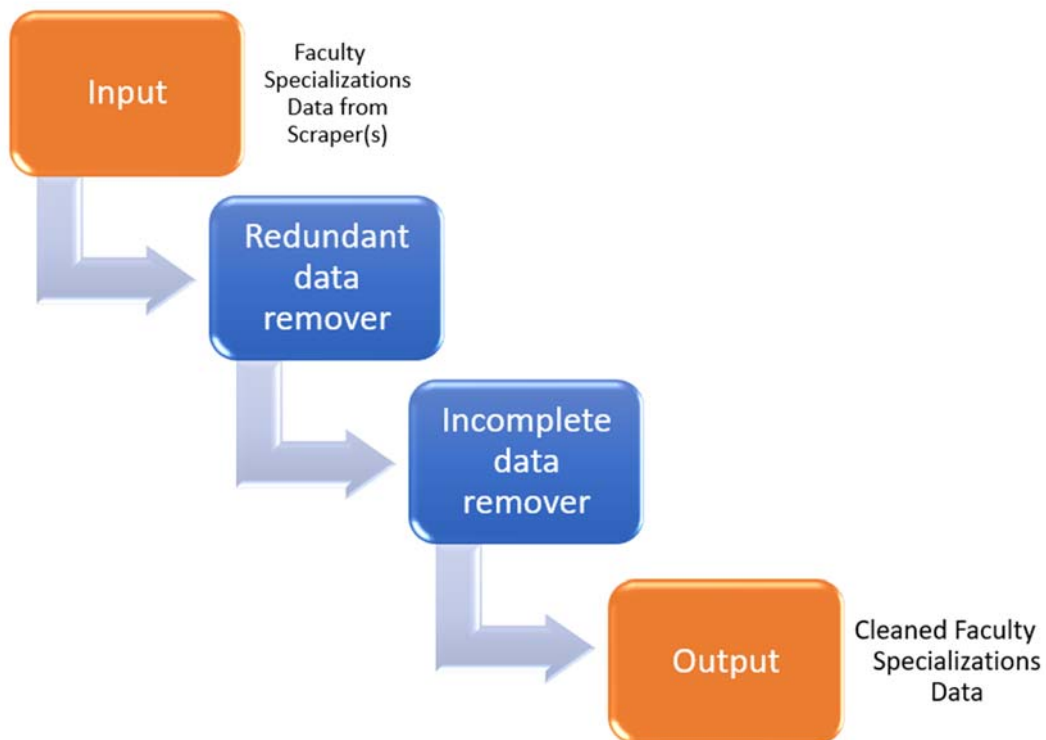 Input
Faculty
Specializations
Data from
Scraper(s)
Redundant
data
remover
Incomplete
data
remover
Output
Cleaned Faculty
Specializations
Data